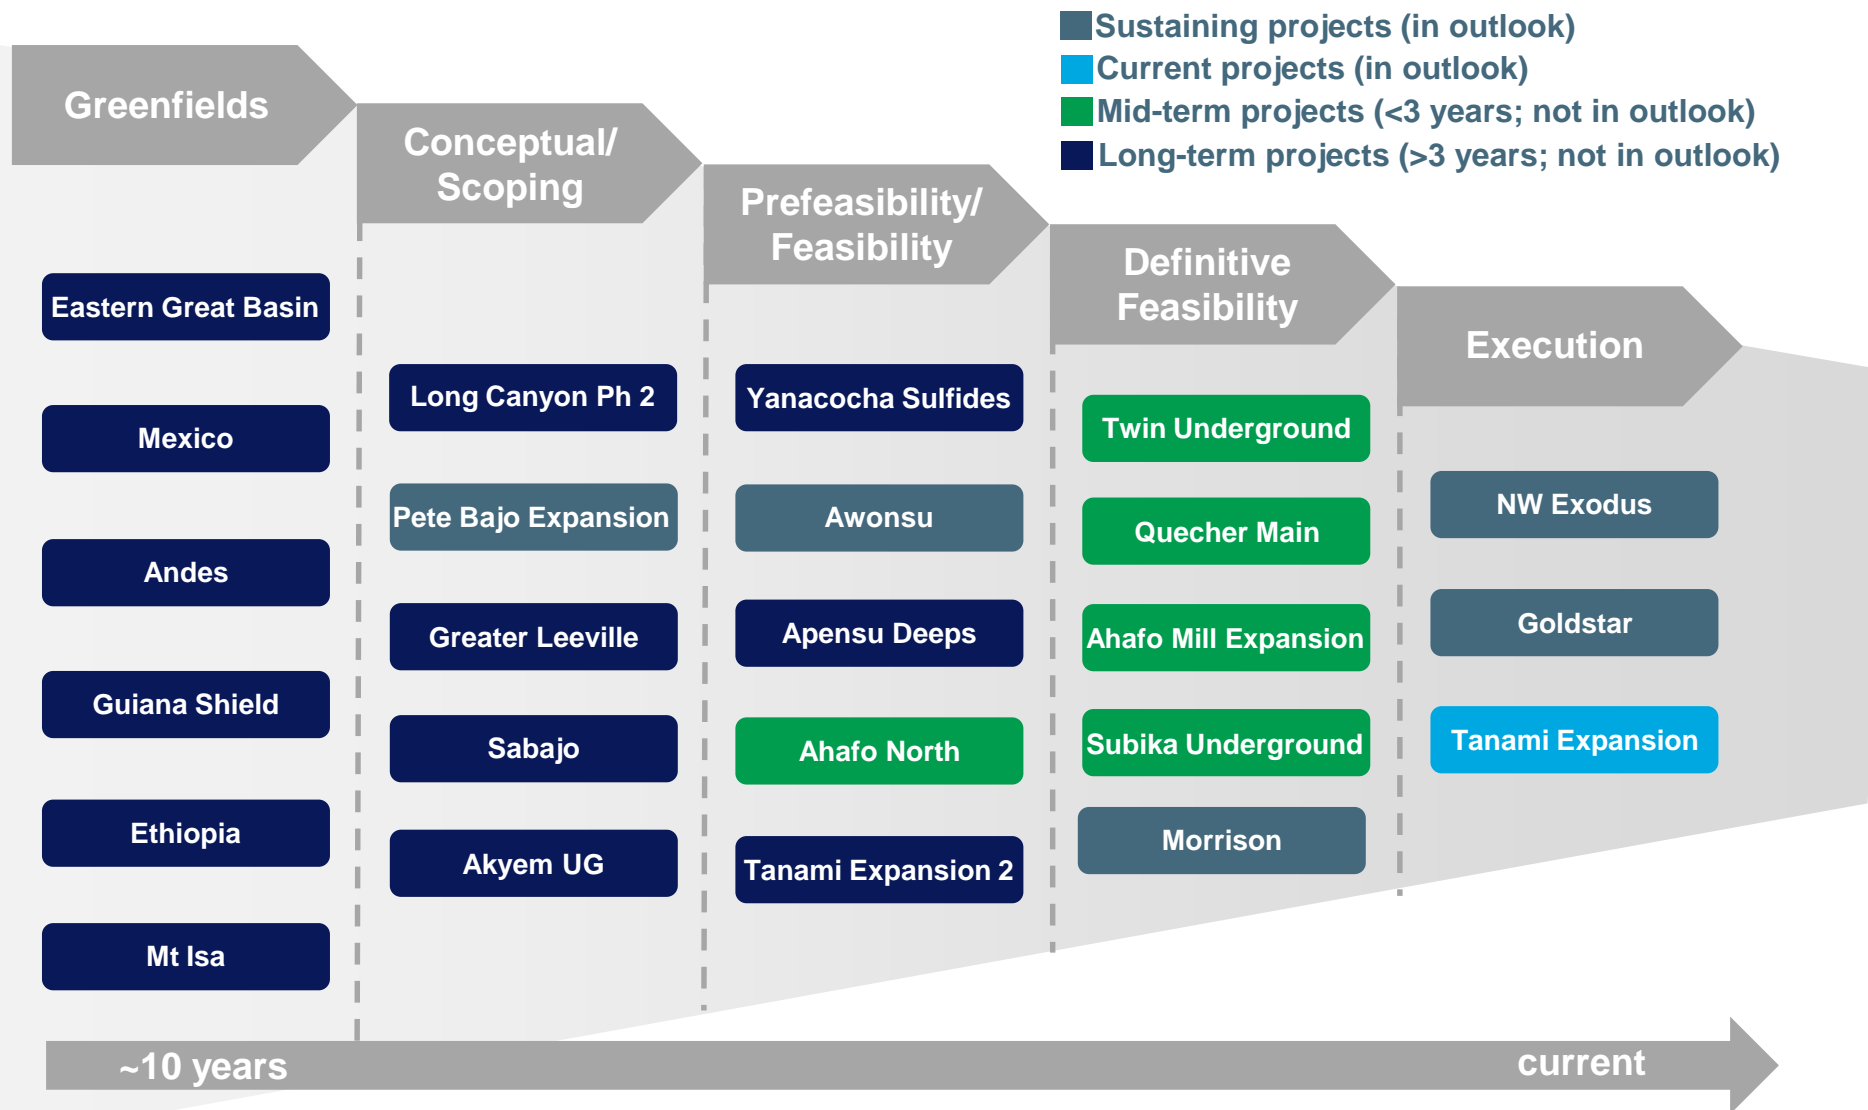 Sustaining projects (in outlook)
Current projects (in outlook)
Mid-term projects (<3 years; not in outlook)
Long-term projects (>3 years; not in outlook)
Greenfields
Eastern Great Basin
Mexico
Andes
Guiana Shield
Ethiopia
Mt Isa
Conceptual/
Scoping
Long Canyon Ph 2
Pete Bajo Expansion
Greater Leeville
Sabajo
Akyem UG
Prefeasibility/
Feasibility
Yanacocha Sulfides
Awonsu
Apensu Deeps
Ahafo North
Tanami Expansion 2
Definitive
Feasibility
Twin Underground
Quecher Main
Ahafo Mill Expansion
Subika Underground
Morrison
Execution
NW Exodus
Goldstar
Tanami Expansion
~10 years
current